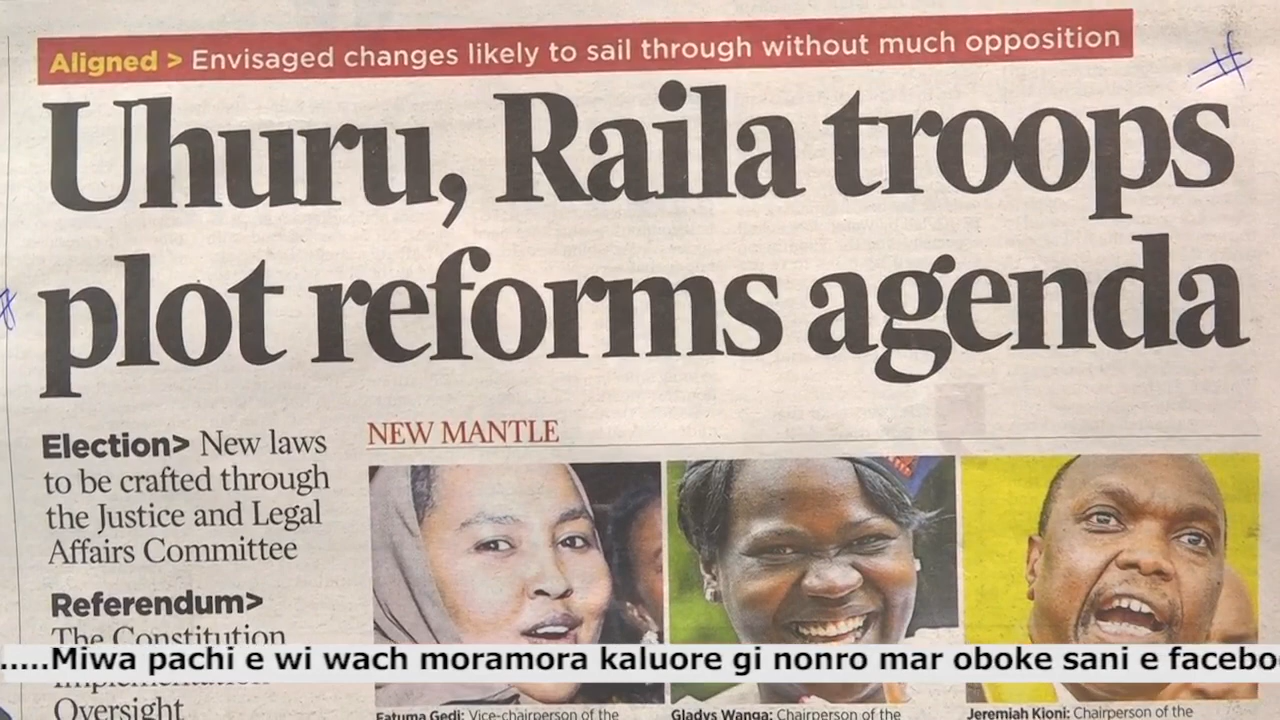 Aligned > Envisaged changes likely to sail through without much opposition
Uhuru, Raila troops
plot reforms agenda
Election> New laws
to be crafted through
the Justice and Legal
Affairs Committee
Referendum>
The Constitution
Oversight
NEW MANTLE
Fatuma Gedi: Vice-chairperson of the
Gladys Wanga: Chairperson of the
Jeremiah Kioni: Chairperson of the
.....Miwa pachi e wi wach moramora kaluore gi nonro mar oboke sani e facebo